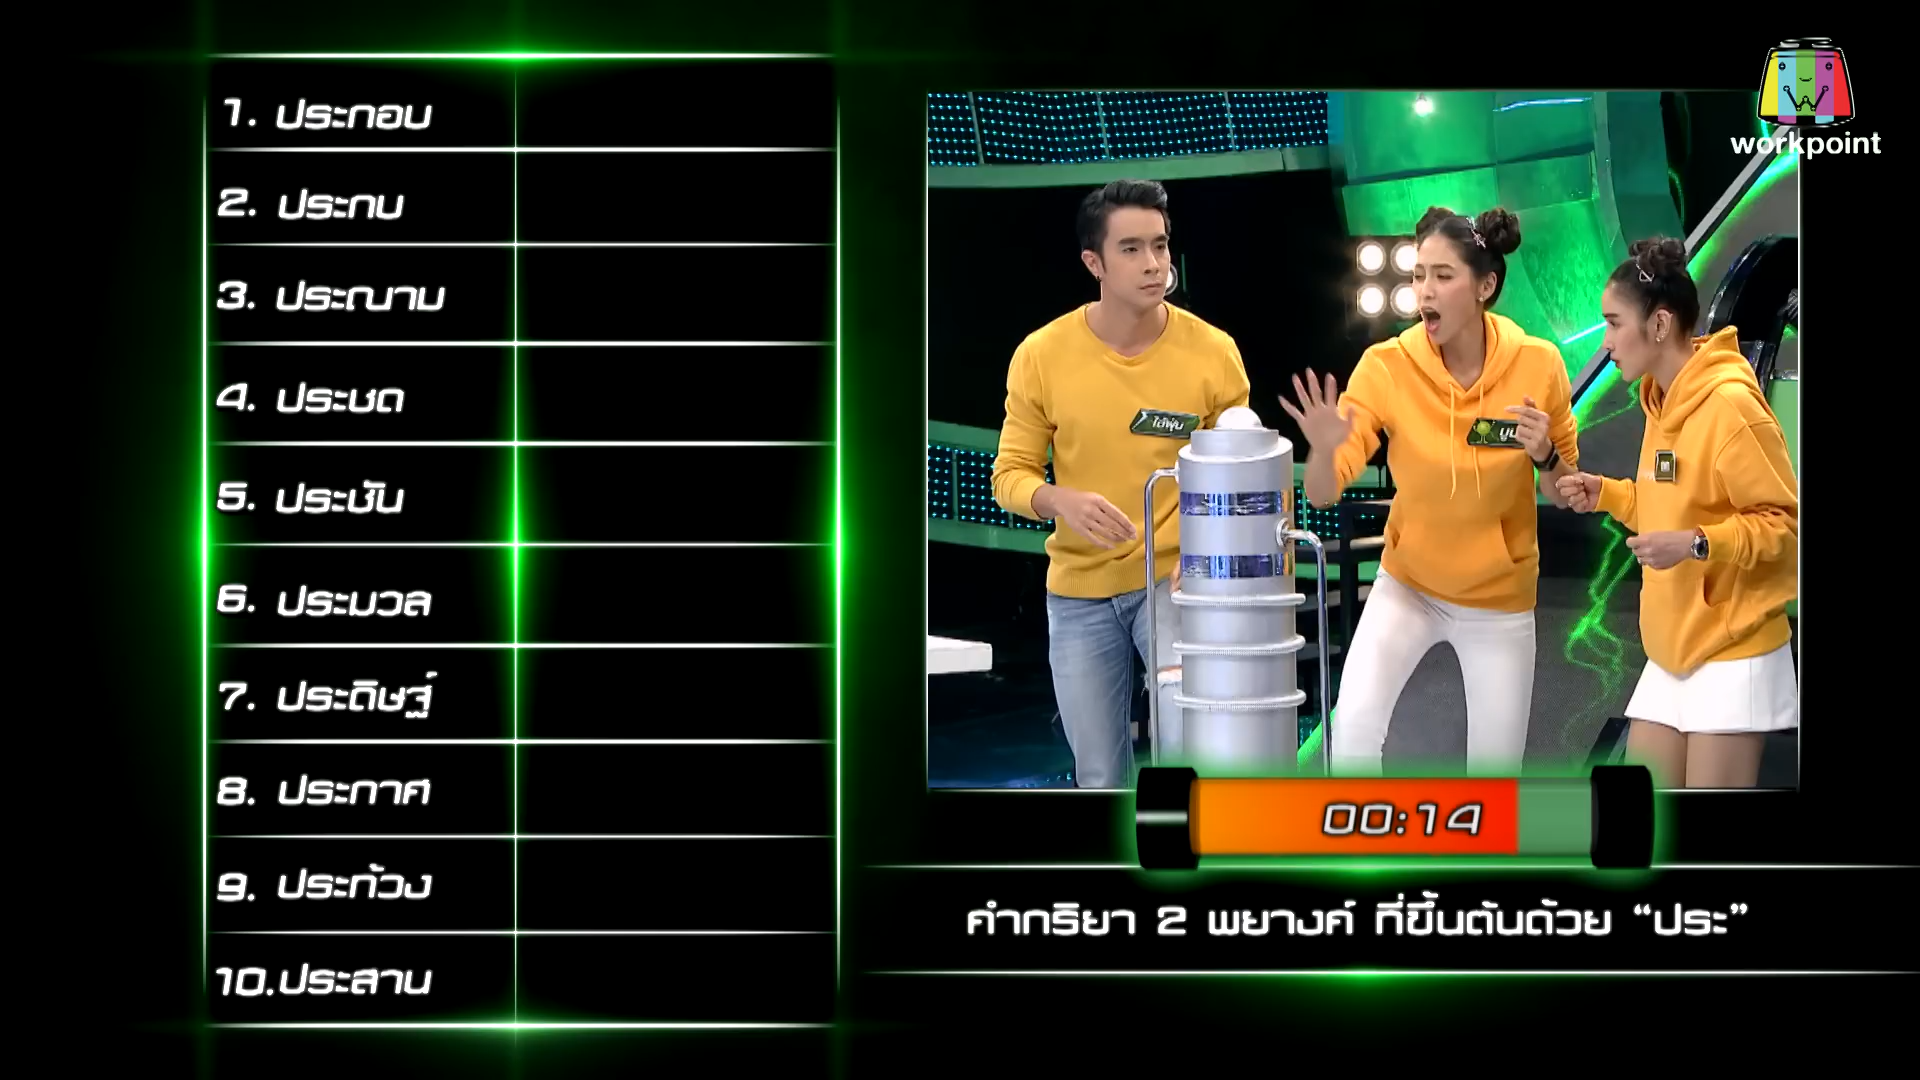 1. ประกอบ
2. ประกบ
3. ประณาม
4. ประชด
5. ประชัน
6. ประมวล
7. ประดิษฐ์
8. ประกาศ
9. ประท้วง
10. ประสาน
workpoint
ไต้ฝุ่น
00:14
คำกริยา 2 พยางค์ ที่ขึ้นต้นด้วย “ประ”